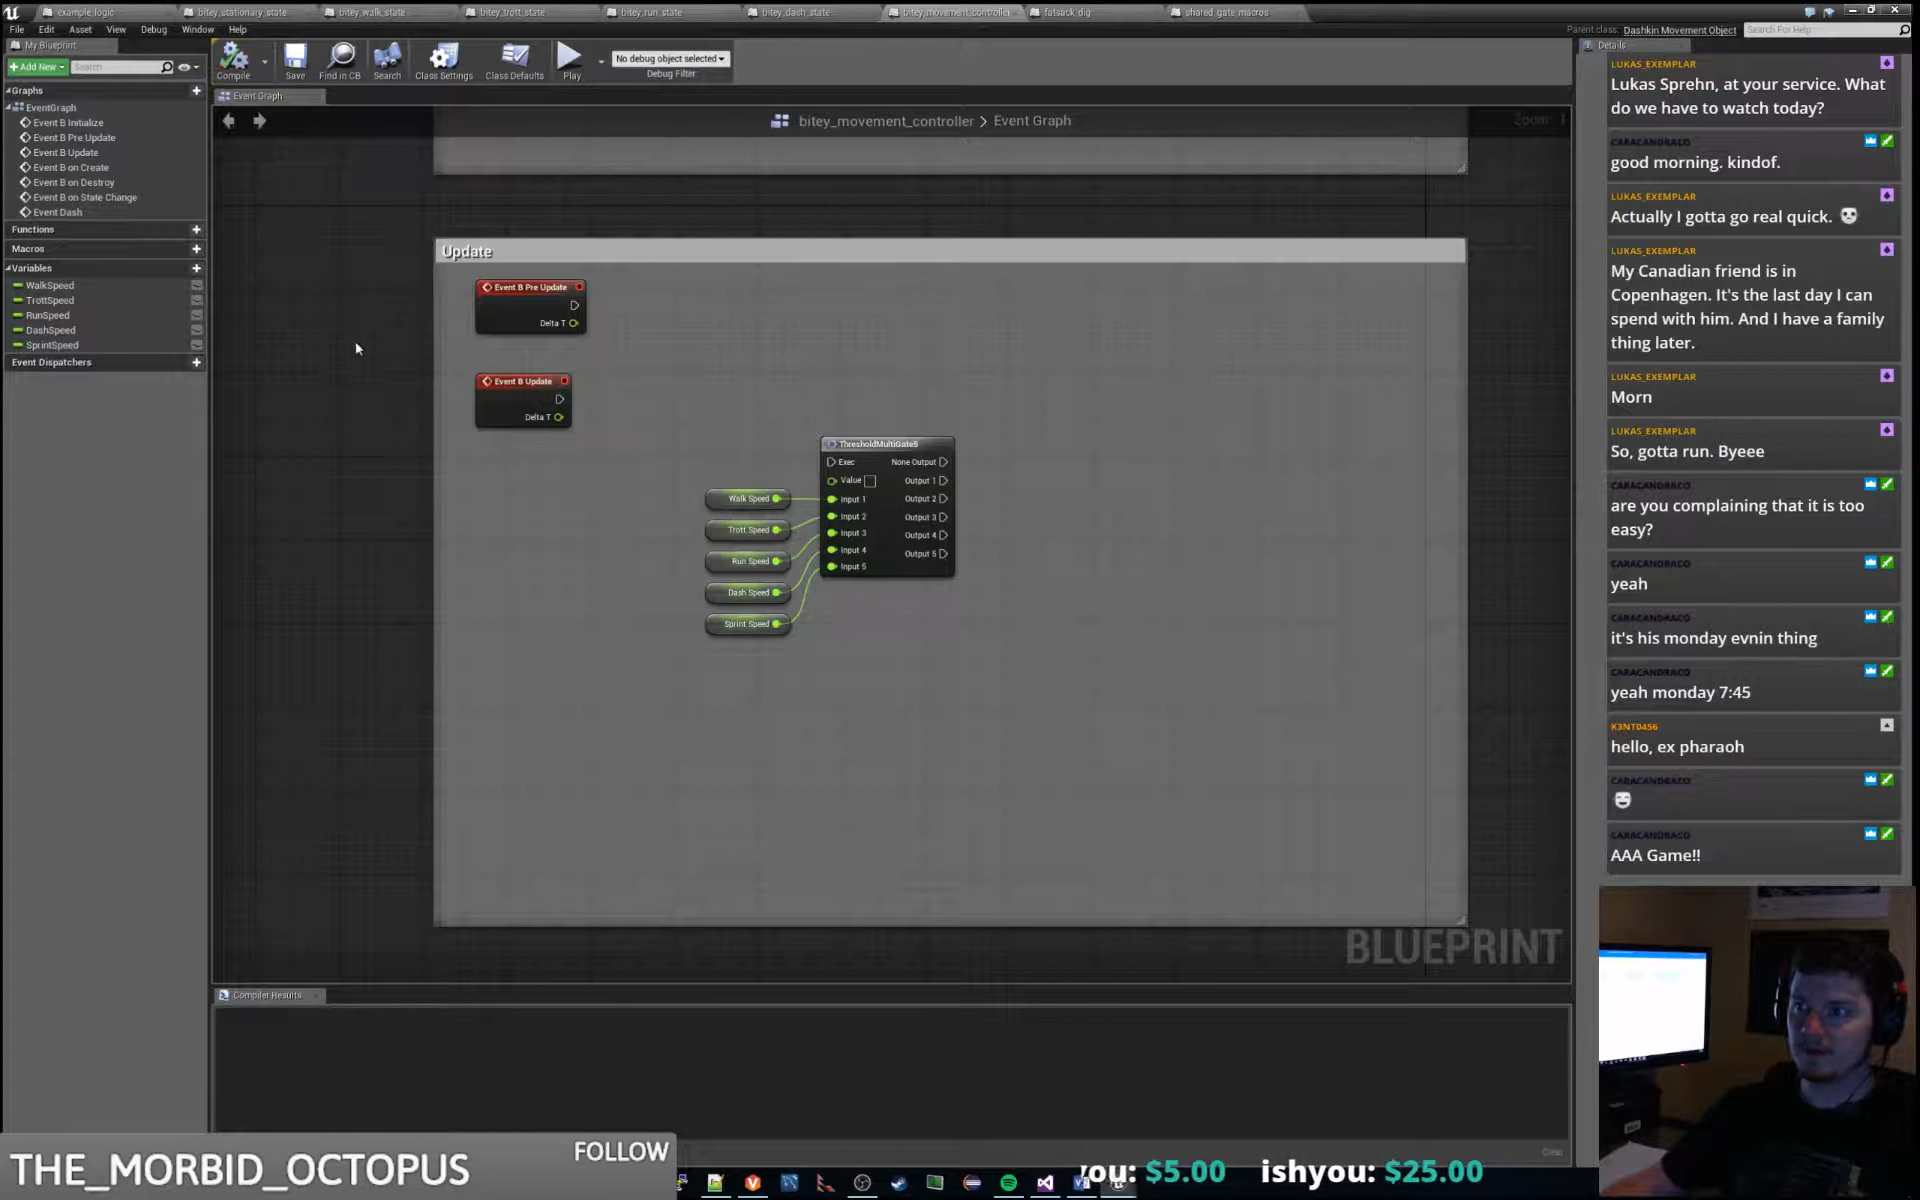 example_logic
bitey_stationary_state
bitey_walk_state
bitey_trott_state
bitey_run_state
bitey_dash_state
bitey_movement_controller
fatsack_dig
shared_gate_macros
File Edit Asset View Debug Window Help
Parent class: Dashkin Movement Object
Search For Help
My Blueprint
Add New
Search
Graphs
EventGraph
Event B Initialize
Event B Pre Update
Event B Update
Event B on Create
Event B on Destroy
Event B on State Change
Event Dash
Functions
Macros
Variables
WalkSpeed
TrottSpeed
RunSpeed
DashSpeed
SprintSpeed
Event Dispatchers
Compile
Save
Find in CB
Search
Class Settings
Class Defaults
Play
No debug object selected
Debug Filter
Event Graph
bitey_movement_controller > Event Graph
Zoom: 1
Update
Event B Pre Update
Delta T
Event B Update
Delta T
ThresholdMultiGate5
Exec None Output
Value Output 1
Input 1 Output 2
Input 2 Output 3
Input 3 Output 4
Input 4 Output 5
Input 5
Walk Speed
Trott Speed
Run Speed
Dash Speed
Sprint Speed
BLUEPRINT
Compiler Results
Clear
Details
LUKAS_EXEMPLAR
Lukas Sprehn, at your service. What
do we have to watch today?
CARACANDRACO
good morning. kindof.
LUKAS_EXEMPLAR
Actually I gotta go real quick.
LUKAS_EXEMPLAR
My Canadian friend is in
Copenhagen. It's the last day I can
spend with him. And I have a family
thing later.
LUKAS_EXEMPLAR
Morn
LUKAS_EXEMPLAR
So, gotta run. Byeee
CARACANDRACO
are you complaining that it is too
easy?
CARACANDRACO
yeah
CARACANDRACO
it's his monday evnin thing
CARACANDRACO
yeah monday 7:45
K3NT0456
hello, ex pharaoh
CARACANDRACO
CARACANDRACO
AAA Game!!
THE_MORBID_OCTOPUS
FOLLOW
you: $5.00 ishyou: $25.00